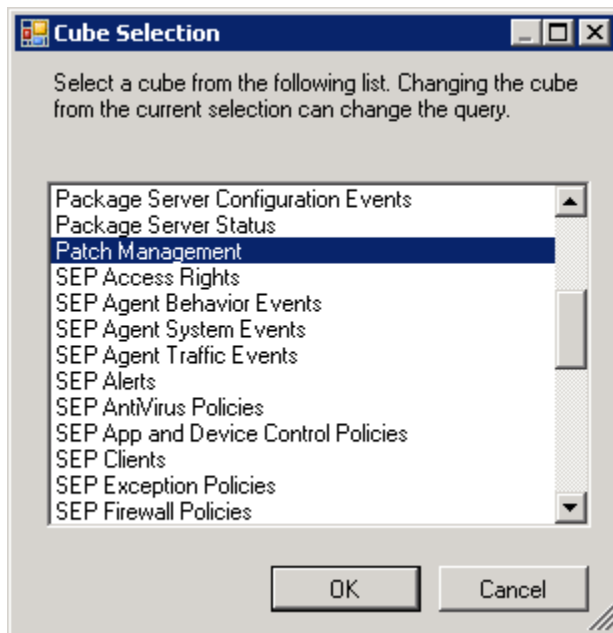 Cube Selection
Select a cube from the following list. Changing the cube
from the current selection can change the query.
Package Server Configuration Events
Package Server Status
Patch Management
SEP Access Rights
SEP Agent Behavior Events
SEP Agent System Events
SEP Agent Traffic Events
SEP Alerts
SEP AntiVirus Policies
SEP App and Device Control Policies
SEP Clients
SEP Exception Policies
SEP Firewall Policies
OK Cancel